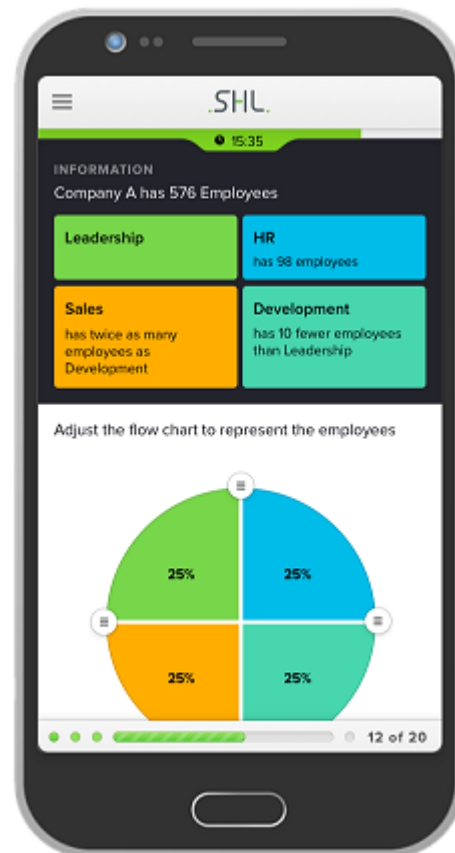 .SHL.
15:35
INFORMATION
Company A has 576 Employees
Leadership
HR
has 98 employees
Sales
has twice as many
employees as
Development
Development
has 10 fewer employees
than Leadership
Adjust the flow chart to represent the employees
25%
25%
25%
25%
12 of 20